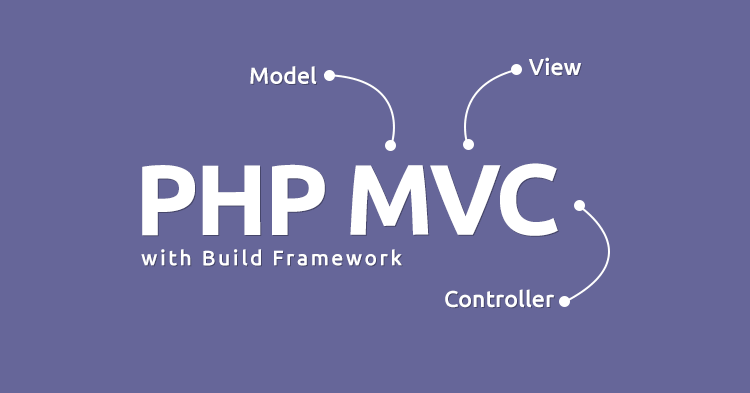 Model
View
PHP MVC
with Build Framework
Controller